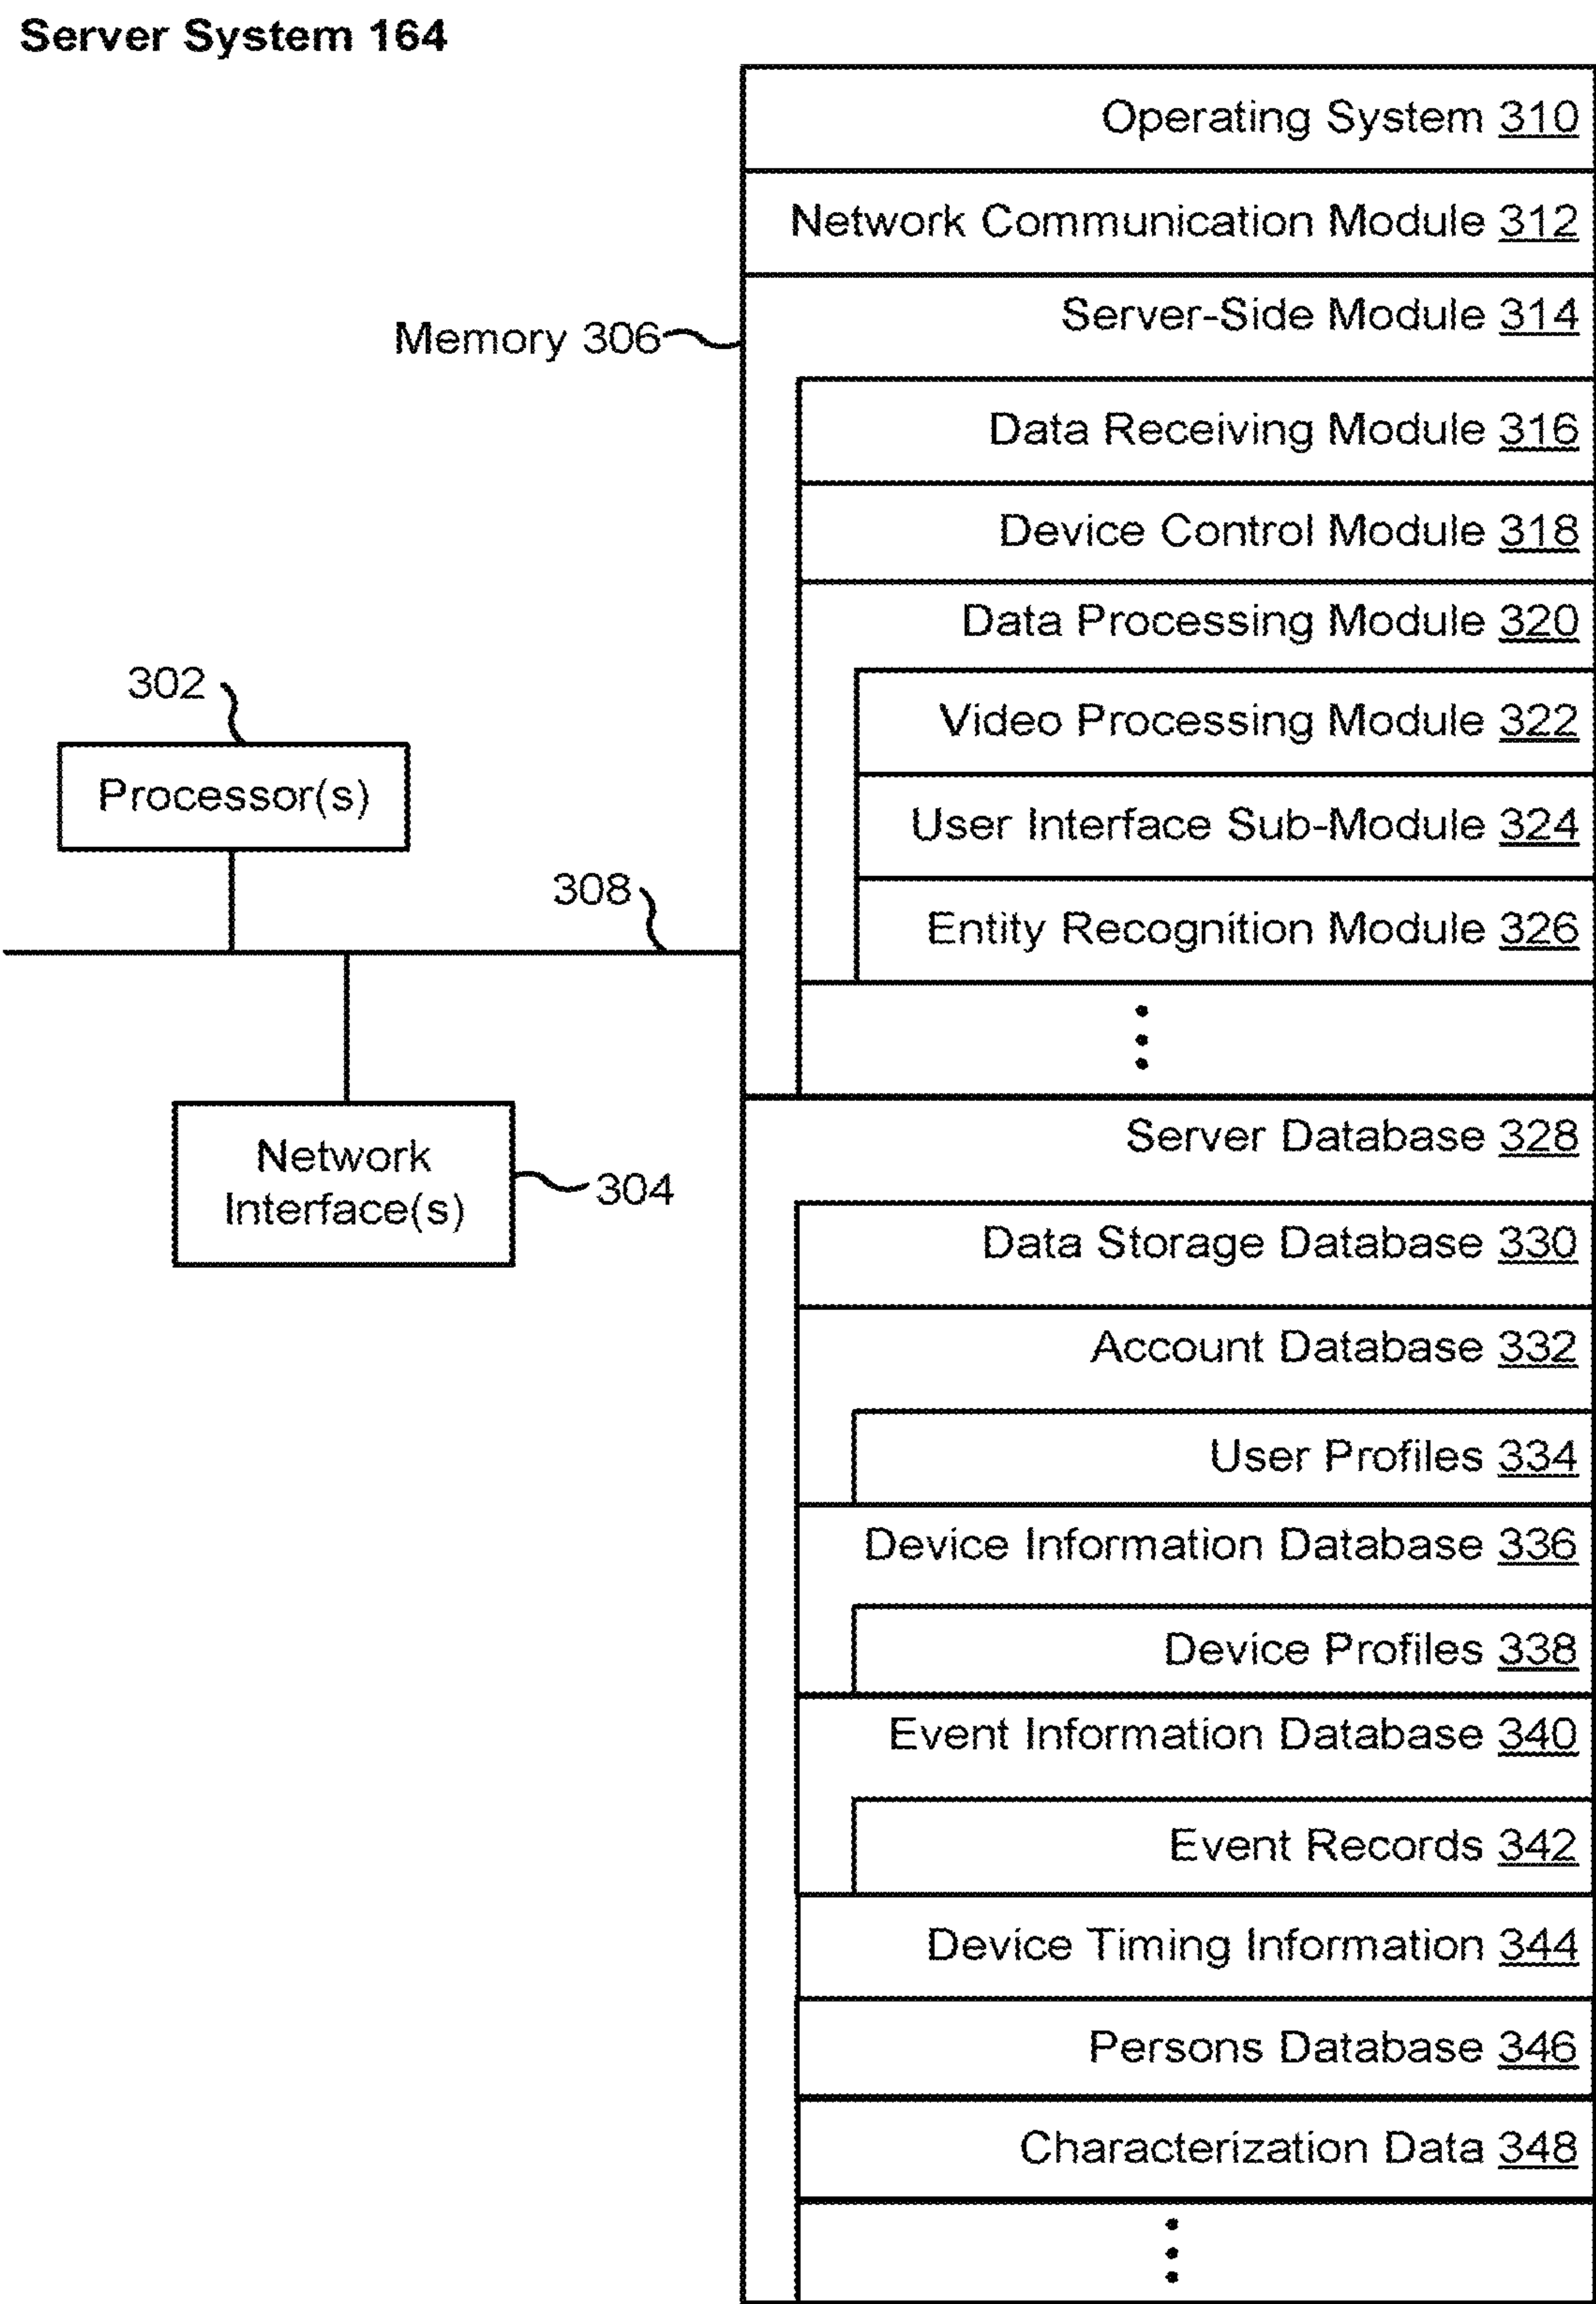 Server System 164
Operating System 310
Network Communication Module 312
Server-Side Module 314
Memory 306
Data Receiving Module 316
Device Control Module 318
Data Processing Module 320
302
Video Processing Module 322
Processor(s)
User Interface Sub-Module 324
308
Entity Recognition Module 326
Server Database 328
Network
Interface(s)
304
Data Storage Database 330
Account Database 332
User Profiles 334
Device Information Database 336
Device Profiles 338
Event Information Database 340
Event Records 342
Device Timing Information 344
Persons Database 346
Characterization Data 348